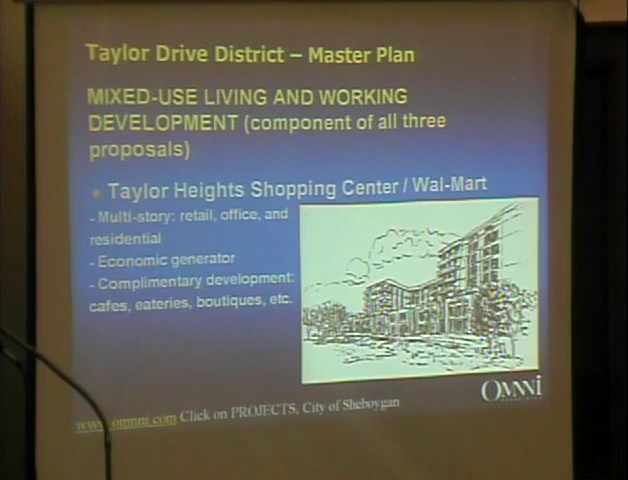 Taylor Drive District – Master Plan
MIXED-USE LIVING AND WORKING
DEVELOPMENT (component of all three
proposals)
Taylor Heights Shopping Center / Wal-Mart
- Multi-story: retail, office, and
residential
- Economic generator
- Complimentary development:
cafes, eateries, boutiques, etc.
OMNNI
www.omnni.com Click on PROJECTS, City of Sheboygan